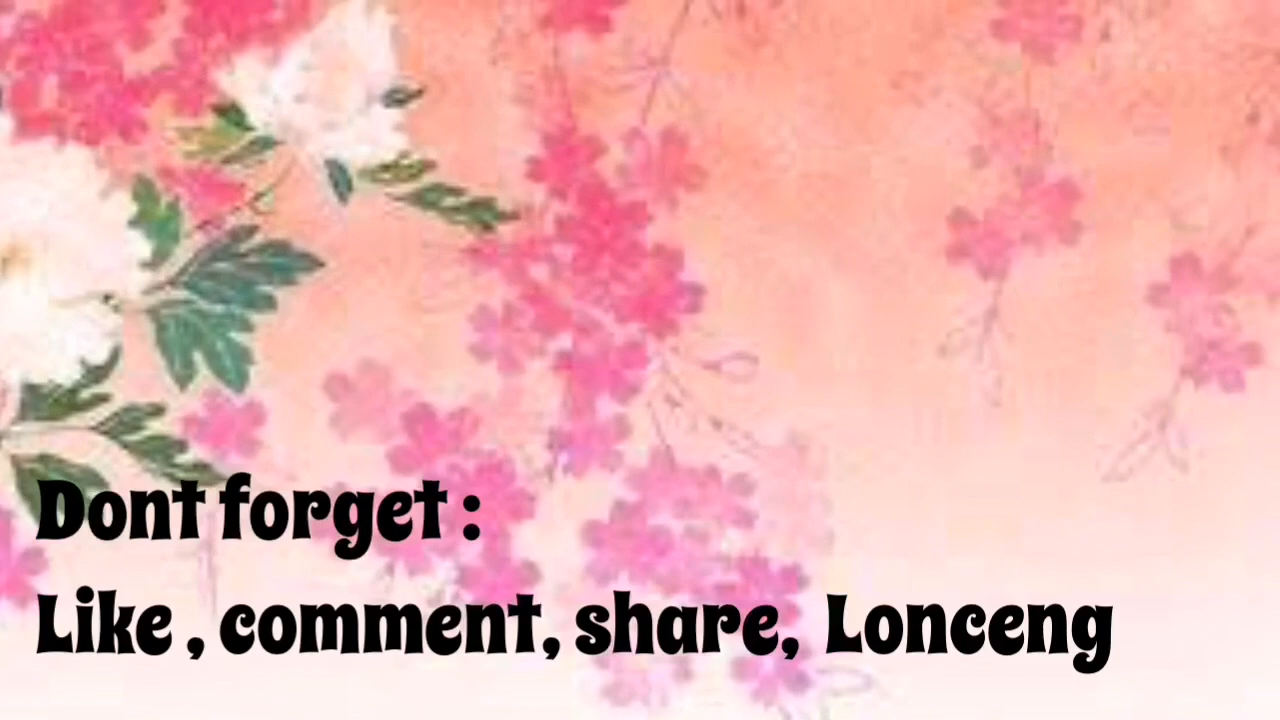 Dont forget :
Like , comment, share, Lonceng